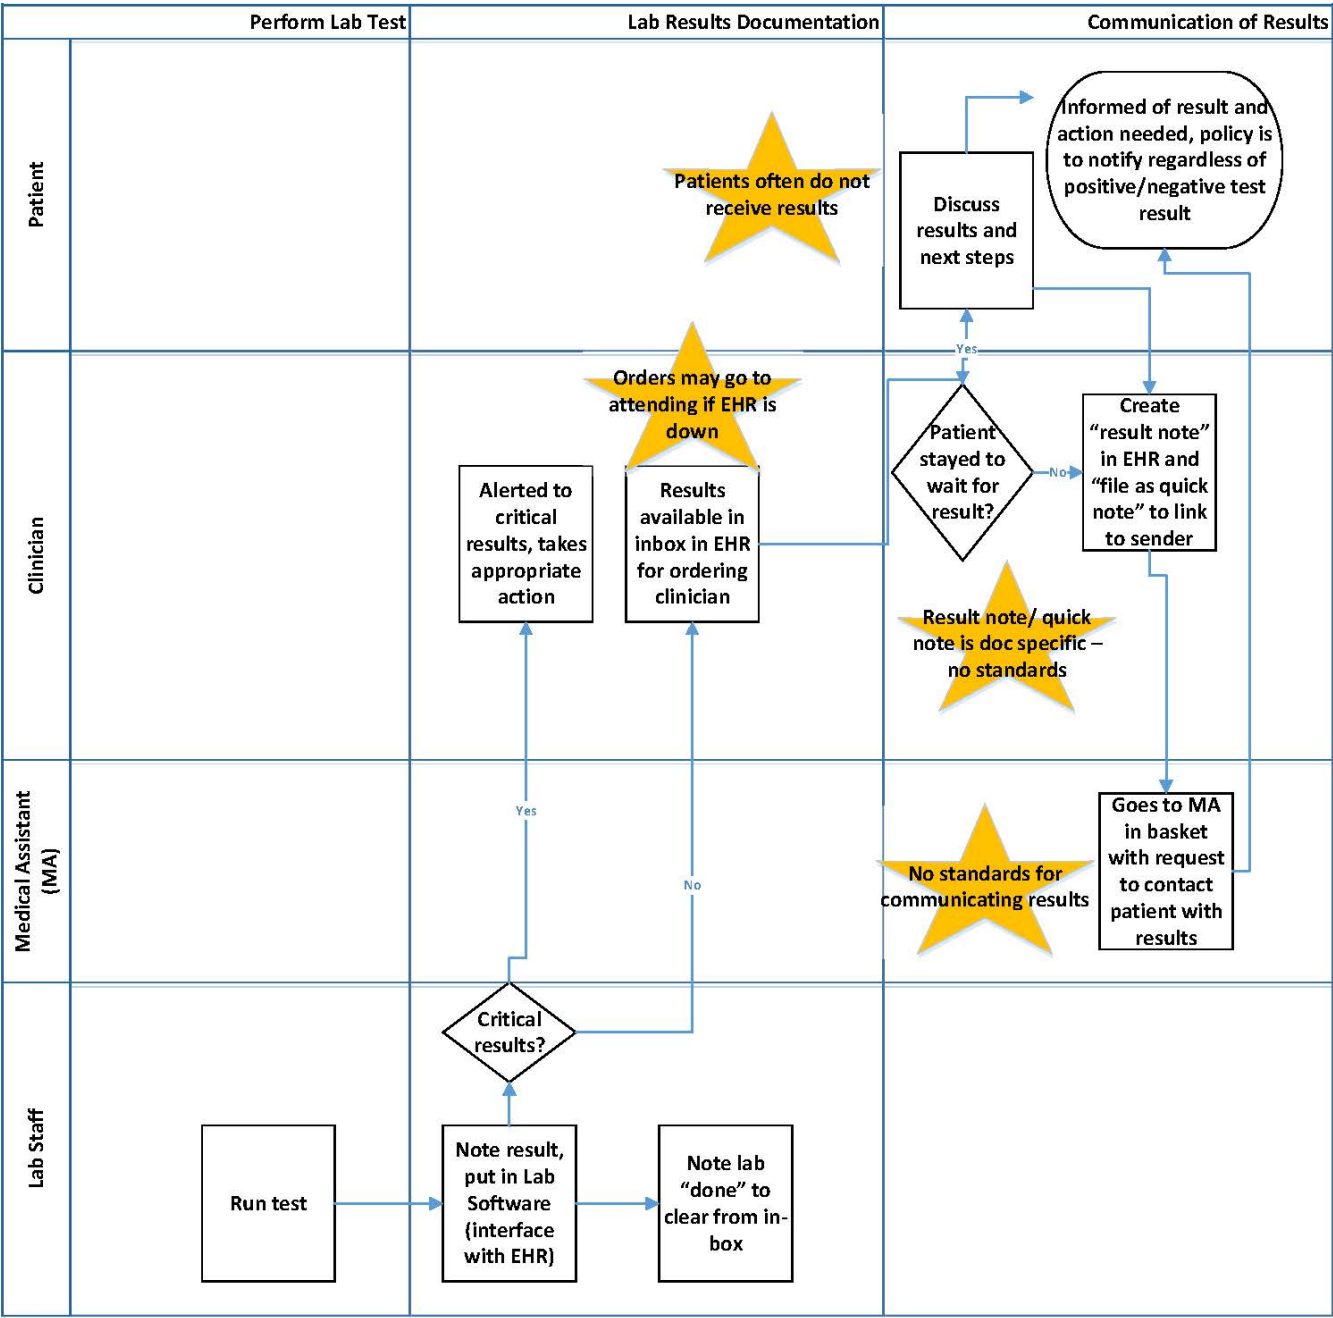 Perform Lab Test
Lab Results Documentation
Communication of Results
Patient
Patients often do not
receive results
Discuss
results and
next steps
Informed of result and
action needed, policy is
to notify regardless of
positive/negative test
result
Yes
Clinician
Orders may go to
attending if EHR is
down
Alerted to
critical
results, takes
appropriate
action
Results
available in
inbox in EHR
for ordering
clinician
Patient
stayed to
wait for
result?
No
Create
“result note”
in EHR and
“file as quick
note” to link
to sender
Result note/ quick
note is doc specific –
no standards
Medical Assistant
(MA)
Yes
No
No standards for
communicating results
Goes to MA
in basket
with request
to contact
patient with
results
Lab Staff
Critical
results?
Run test
Note result,
put in Lab
Software
(interface
with EHR)
Note lab
“done” to
clear from in-
box